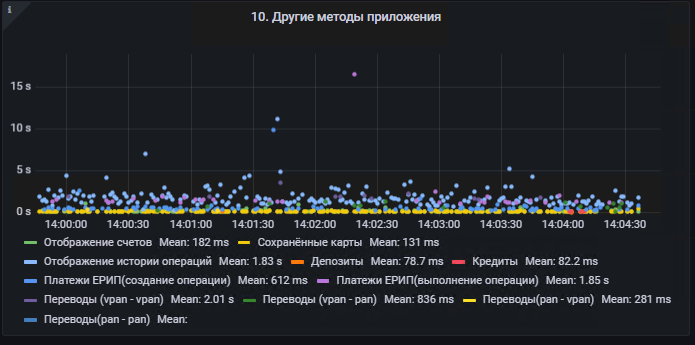 i
10. Другие методы приложения
15 s
10 s
5 s
0 s
14:00:00 14:00:30 14:01:00 14:01:30 14:02:00 14:02:30 14:03:00 14:03:30 14:04:00 14:04:30
Отображение счетов Mean: 182 ms Сохранённые карты Mean: 131 ms
Отображение истории операций Mean: 1.83 s Депозиты Mean: 78.7 ms Кредиты Mean: 82.2 ms
Платежи ЕРИП(создание операции) Mean: 612 ms Платежи ЕРИП(выполнение операции) Mean: 1.85 s
Переводы (vpan - vpan) Mean: 2.01 s Переводы (vpan - pan) Mean: 836 ms Переводы(pan - vpan) Mean: 281 ms
Переводы(pan - pan) Mean: